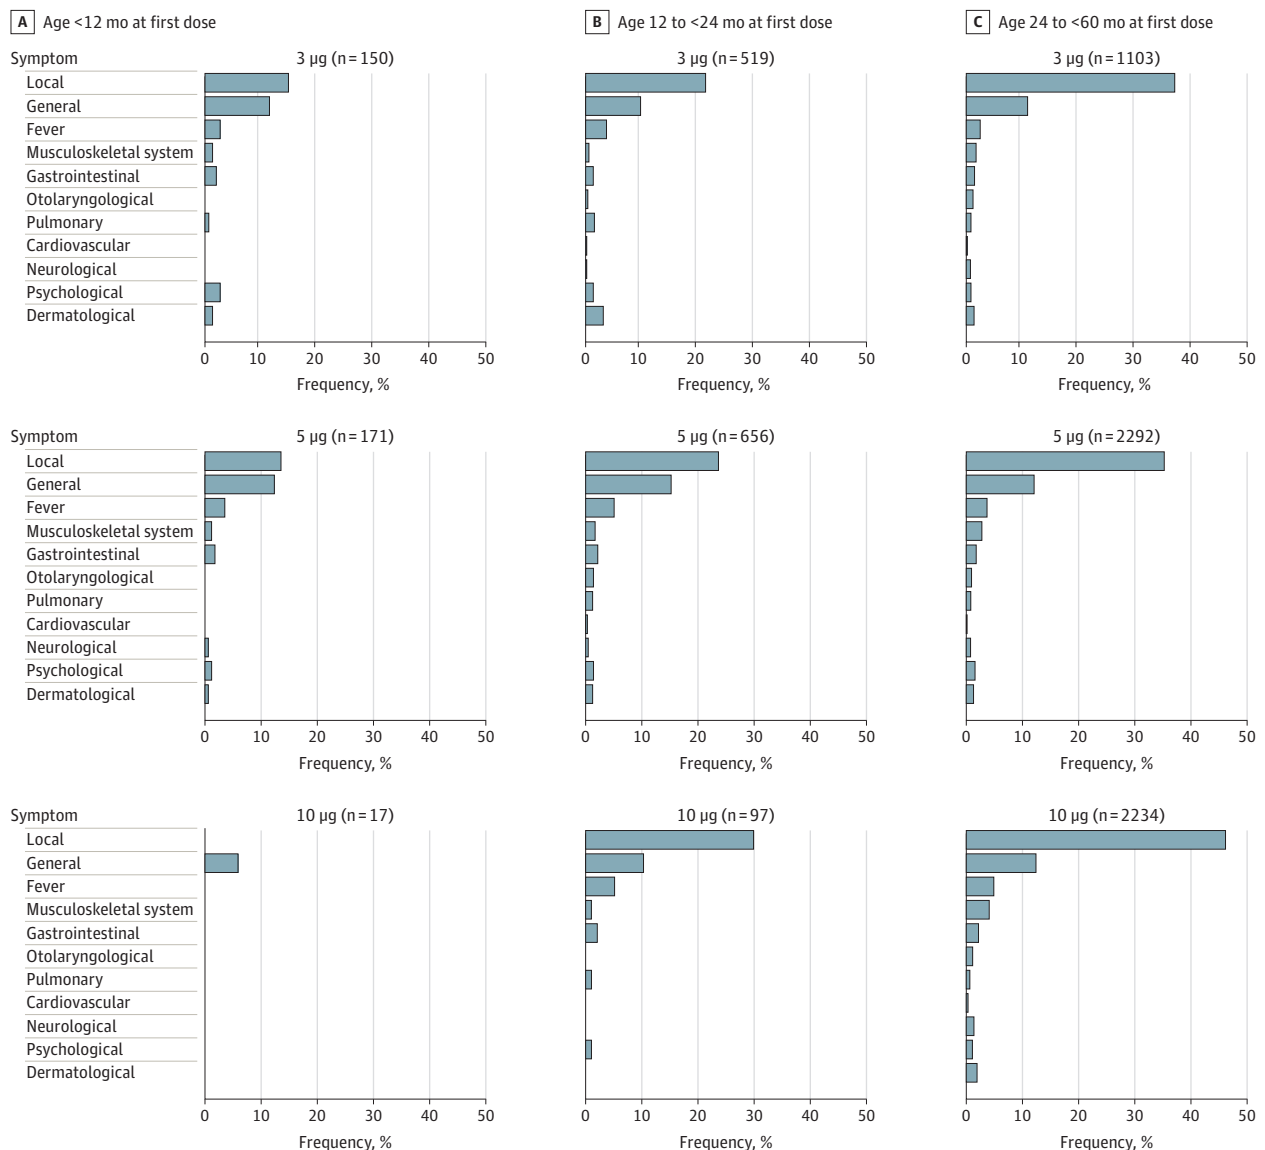 A Age <12 mo at first dose
B Age 12 to <24 mo at first dose
C Age 24 to <60 mo at first dose
Symptom
3 μg (n=150)
3 μg (n=519)
3 μg (n=1103)
Local
General
Fever
Musculoskeletal system
Gastrointestinal
Otolaryngological
Pulmonary
Cardiovascular
Neurological
Psychological
Dermatological
0 10 20 30 40 50
0 10 20 30 40 50
0 10 20 30 40 50
Frequency, %
Frequency, %
Frequency, %
Symptom
5 μg (n=171)
5 μg (n=656)
5 μg (n=2292)
Local
General
Fever
Musculoskeletal system
Gastrointestinal
Otolaryngological
Pulmonary
Cardiovascular
Neurological
Psychological
Dermatological
0 10 20 30 40 50
0 10 20 30 40 50
0 10 20 30 40 50
Frequency, %
Frequency, %
Frequency, %
Symptom
10 μg (n=17)
10 μg (n=97)
10 μg (n=2234)
Local
General
Fever
Musculoskeletal system
Gastrointestinal
Otolaryngological
Pulmonary
Cardiovascular
Neurological
Psychological
Dermatological
0 10 20 30 40 50
0 10 20 30 40 50
0 10 20 30 40 50
Frequency, %
Frequency, %
Frequency, %